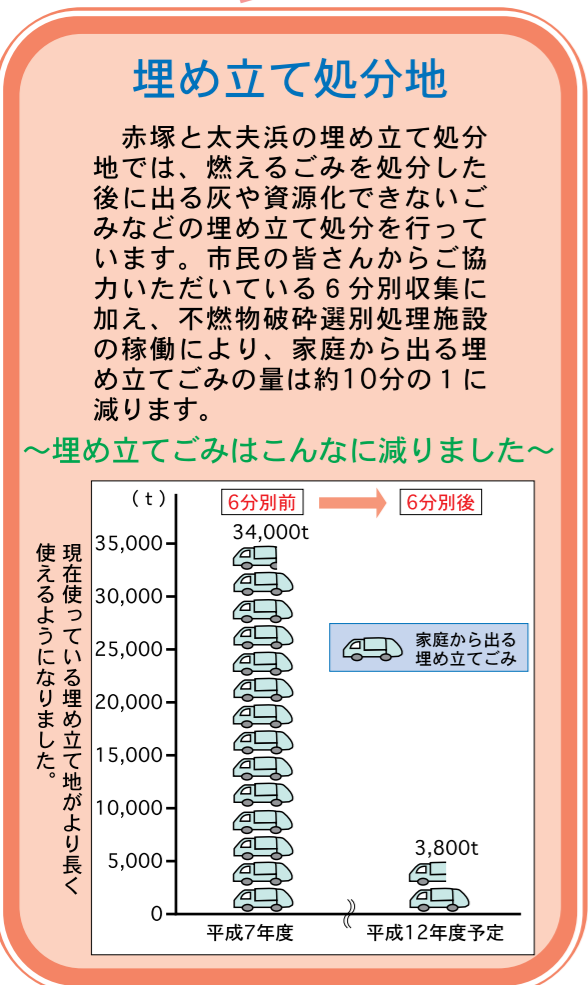 埋め立て処分地
　赤塚と太夫浜の埋め立て処分
地では、燃えるごみを処分した
後に出る灰や資源化できないご
みなどの埋め立て処分を行って
います。市民の皆さんからご協
力いただいている６分別収集に
加え、不燃物破砕選別処理施設
の稼働により、家庭から出る埋
め立てごみの量は約10分の１に
減ります。
～埋め立てごみはこんなに減りました～
現在使っている埋め立て地がより長く
使えるようになりました。
（ｔ）
6分別前
6分別後
34,000t
35,000
30,000
25,000
20,000
15,000
10,000
5,000
0
家庭から出る
埋め立てごみ
3,800t
平成7年度
平成12年度予定